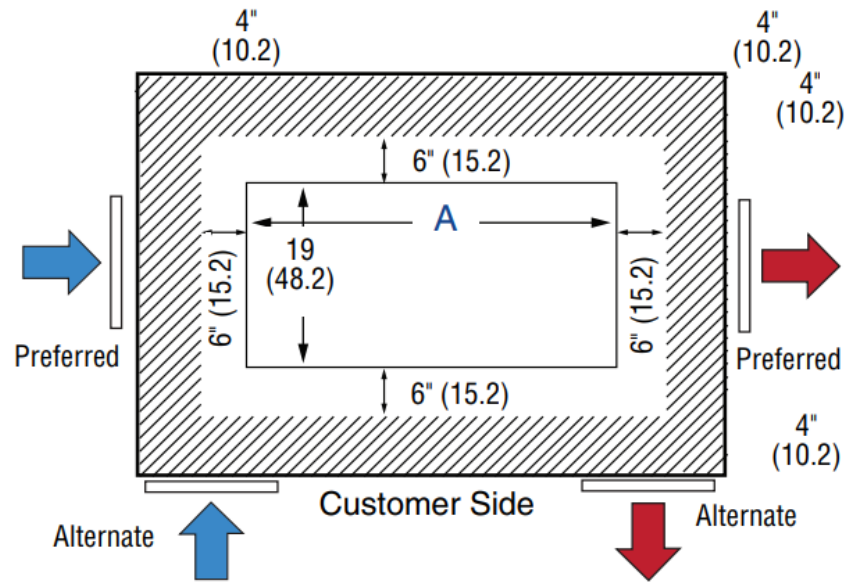 4"
(10.2)
4"
(10.2)
4"
(10.2)
6" (15.2)
A
19
(48.2)
6" (15.2)
6" (15.2)
Preferred
Preferred
6" (15.2)
4"
(10.2)
Customer Side
Alternate
Alternate